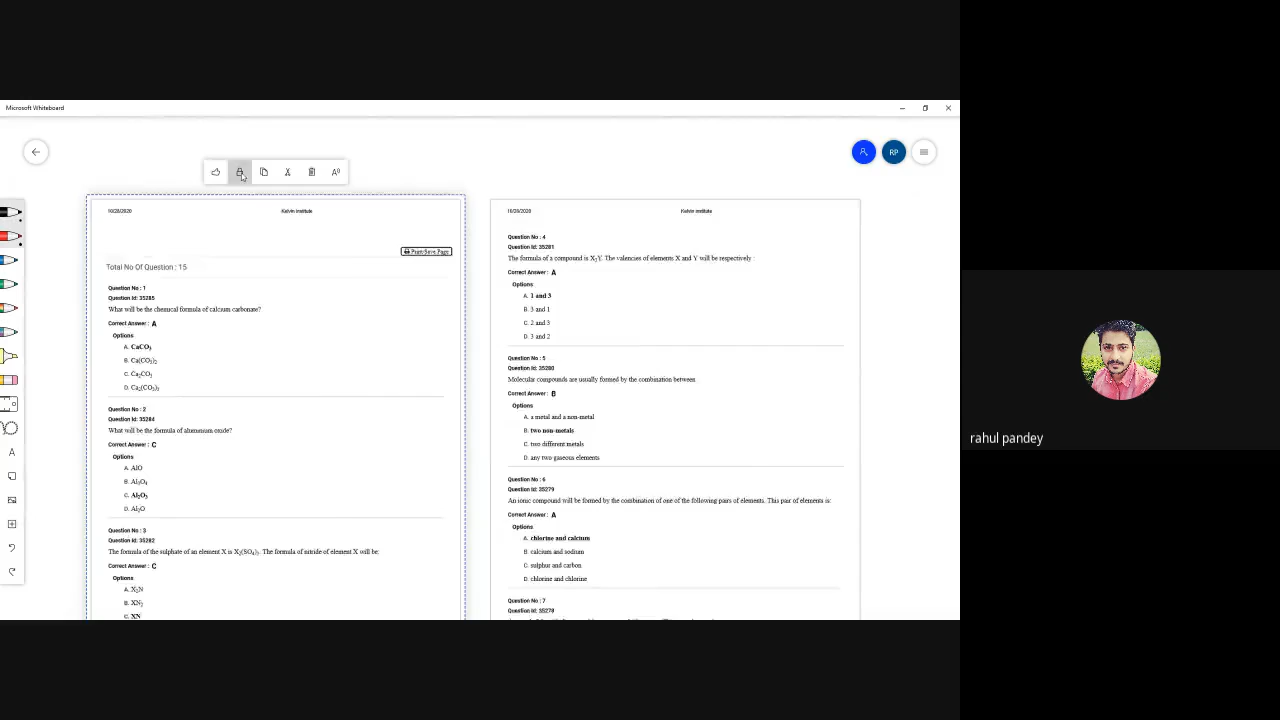 Microsoft Whiteboard
RP
10/20/2020
Kelvin institute
Print/Save Page
Total No Of Question : 15
Question No : 1
Question Id: 35285
What will be the chemical formula of calcium carbonate?
Correct Answer : A
Options
A. CaCO₃
B. Ca(CO₃)₂
C. Ca₂CO₃
D. Ca₂(CO₃)₃
Question No : 2
Question Id: 35284
What will be the formula of aluminium oxide?
Correct Answer : C
Options
A. AlO
B. Al₃O₄
C. Al₂O₃
D. Al₃O
Question No : 3
Question Id: 35282
The formula of the sulphate of an element X is X₂(SO₄)₃. The formula of nitride of element X will be:
Correct Answer : C
Options
A. X₂N
B. XN₂
C. XN
10/20/2020
Kelvin institute
Question No : 4
Question Id: 35281
The formula of a compound is X₃Y. The valencies of elements X and Y will be respectively :
Correct Answer : A
Options
A. 1 and 3
B. 3 and 1
C. 2 and 3
D. 3 and 2
Question No : 5
Question Id: 35280
Molecular compounds are usually formed by the combination between
Correct Answer : B
Options
A. a metal and a non-metal
B. two non-metals
C. two different metals
D. any two gaseous elements
Question No : 6
Question Id: 35279
An ionic compound will be formed by the combination of one of the following pairs of elements. This pair of elements is:
Correct Answer : A
Options
A. chlorine and calcium
B. calcium and sodium
C. sulphur and carbon
D. chlorine and chlorine
Question No : 7
Question Id: 35278
rahul pandey